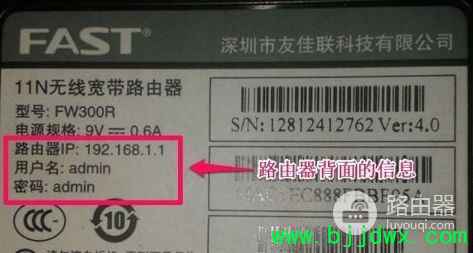 FAST®
深圳市友佳联科技有限公司
11N无线宽带路由器
型号: FW300R
电源规格: 9V 0.6A
S/N: 12812412762 Ver:4.0
路由器IP: 192.168.1.1
用户名: admin
密码: admin
路由器背面的信息
10
路由器
luyouqi.com
www.bjjdwx.com